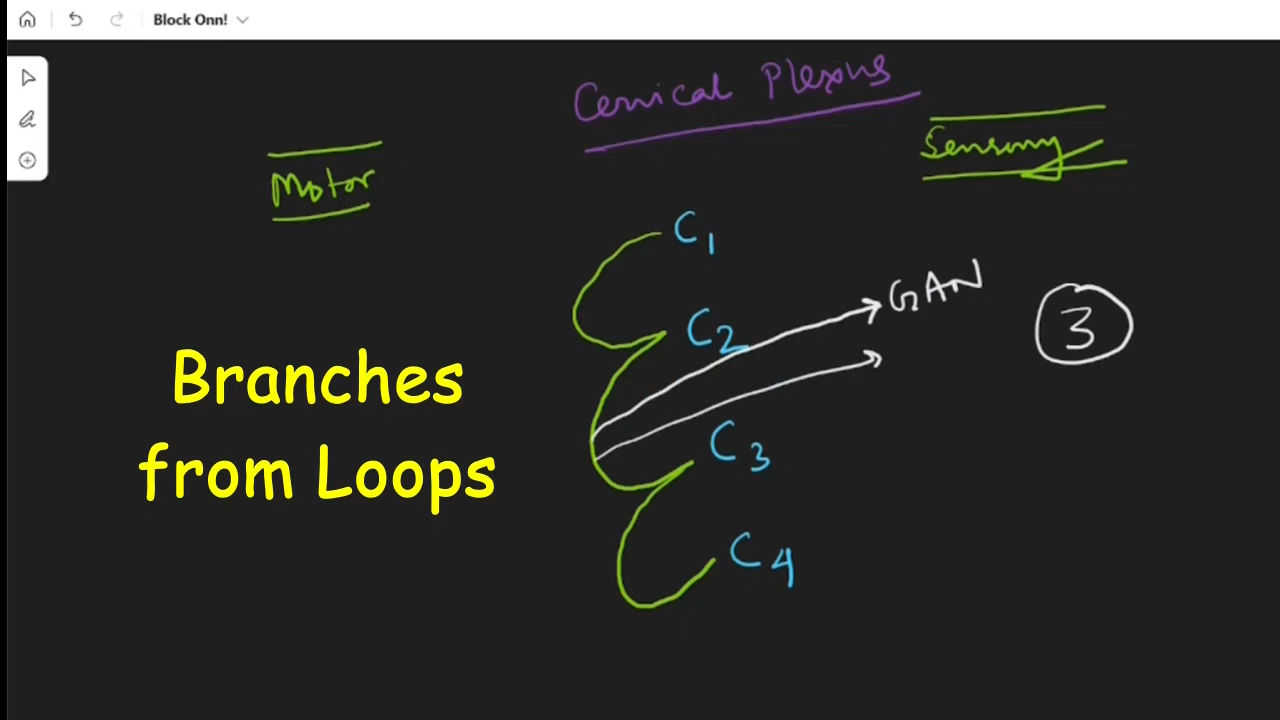 Block Onn!
Cervical Plexus
Sensory
Motor
C1
GAN
3
C2
Branches
from Loops
C3
C4